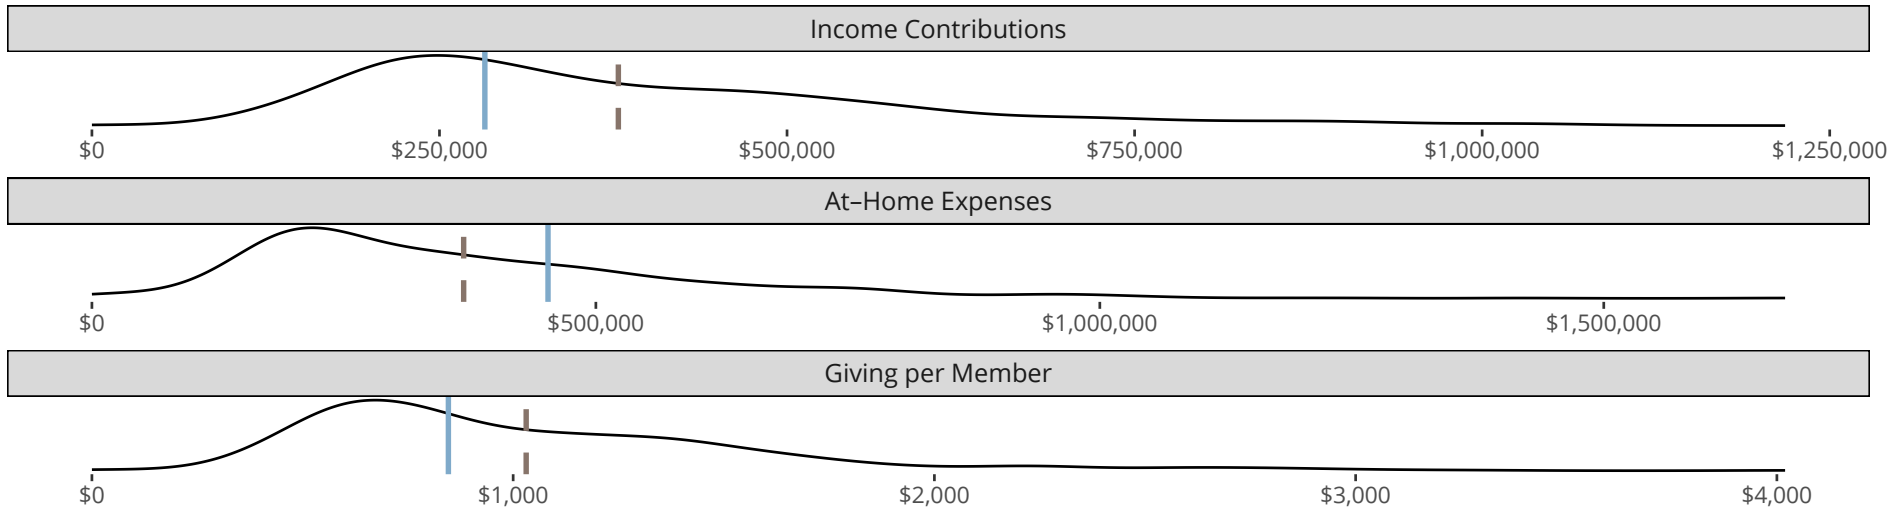 Income Contributions
$0 $250,000 $500,000 $750,000 $1,000,000 $1,250,000
At–Home Expenses
$0 $500,000 $1,000,000 $1,500,000
Giving per Member
$0 $1,000 $2,000 $3,000 $4,000